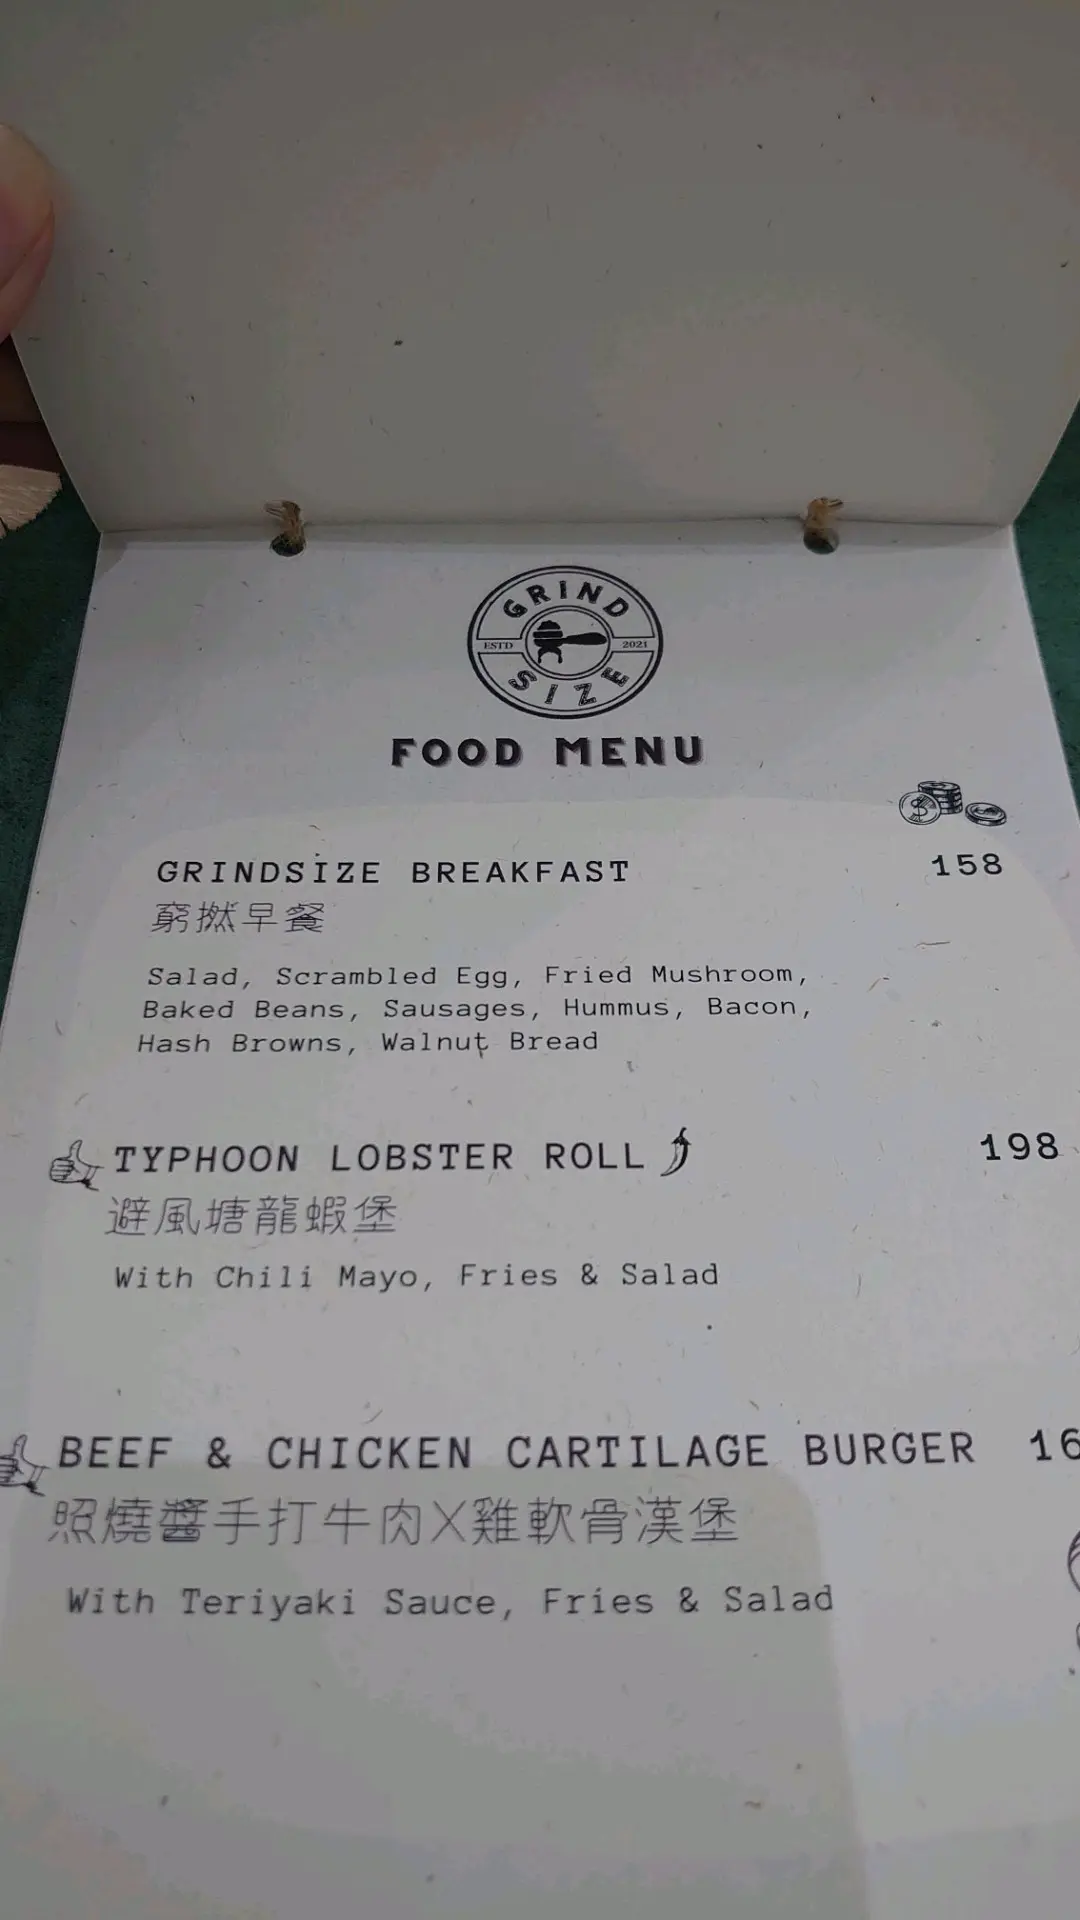 GRIND
ESTD 2021
SIZE
FOOD MENU
GRINDSIZE BREAKFAST 158
窮撚早餐
Salad, Scrambled Egg, Fried Mushroom,
Baked Beans, Sausages, Hummus, Bacon,
Hash Browns, Walnut Bread
TYPHOON LOBSTER ROLL 198
避風塘龍蝦堡
With Chili Mayo, Fries & Salad
BEEF & CHICKEN CARTILAGE BURGER 16
照燒醬手打牛肉X雞軟骨漢堡
With Teriyaki Sauce, Fries & Salad